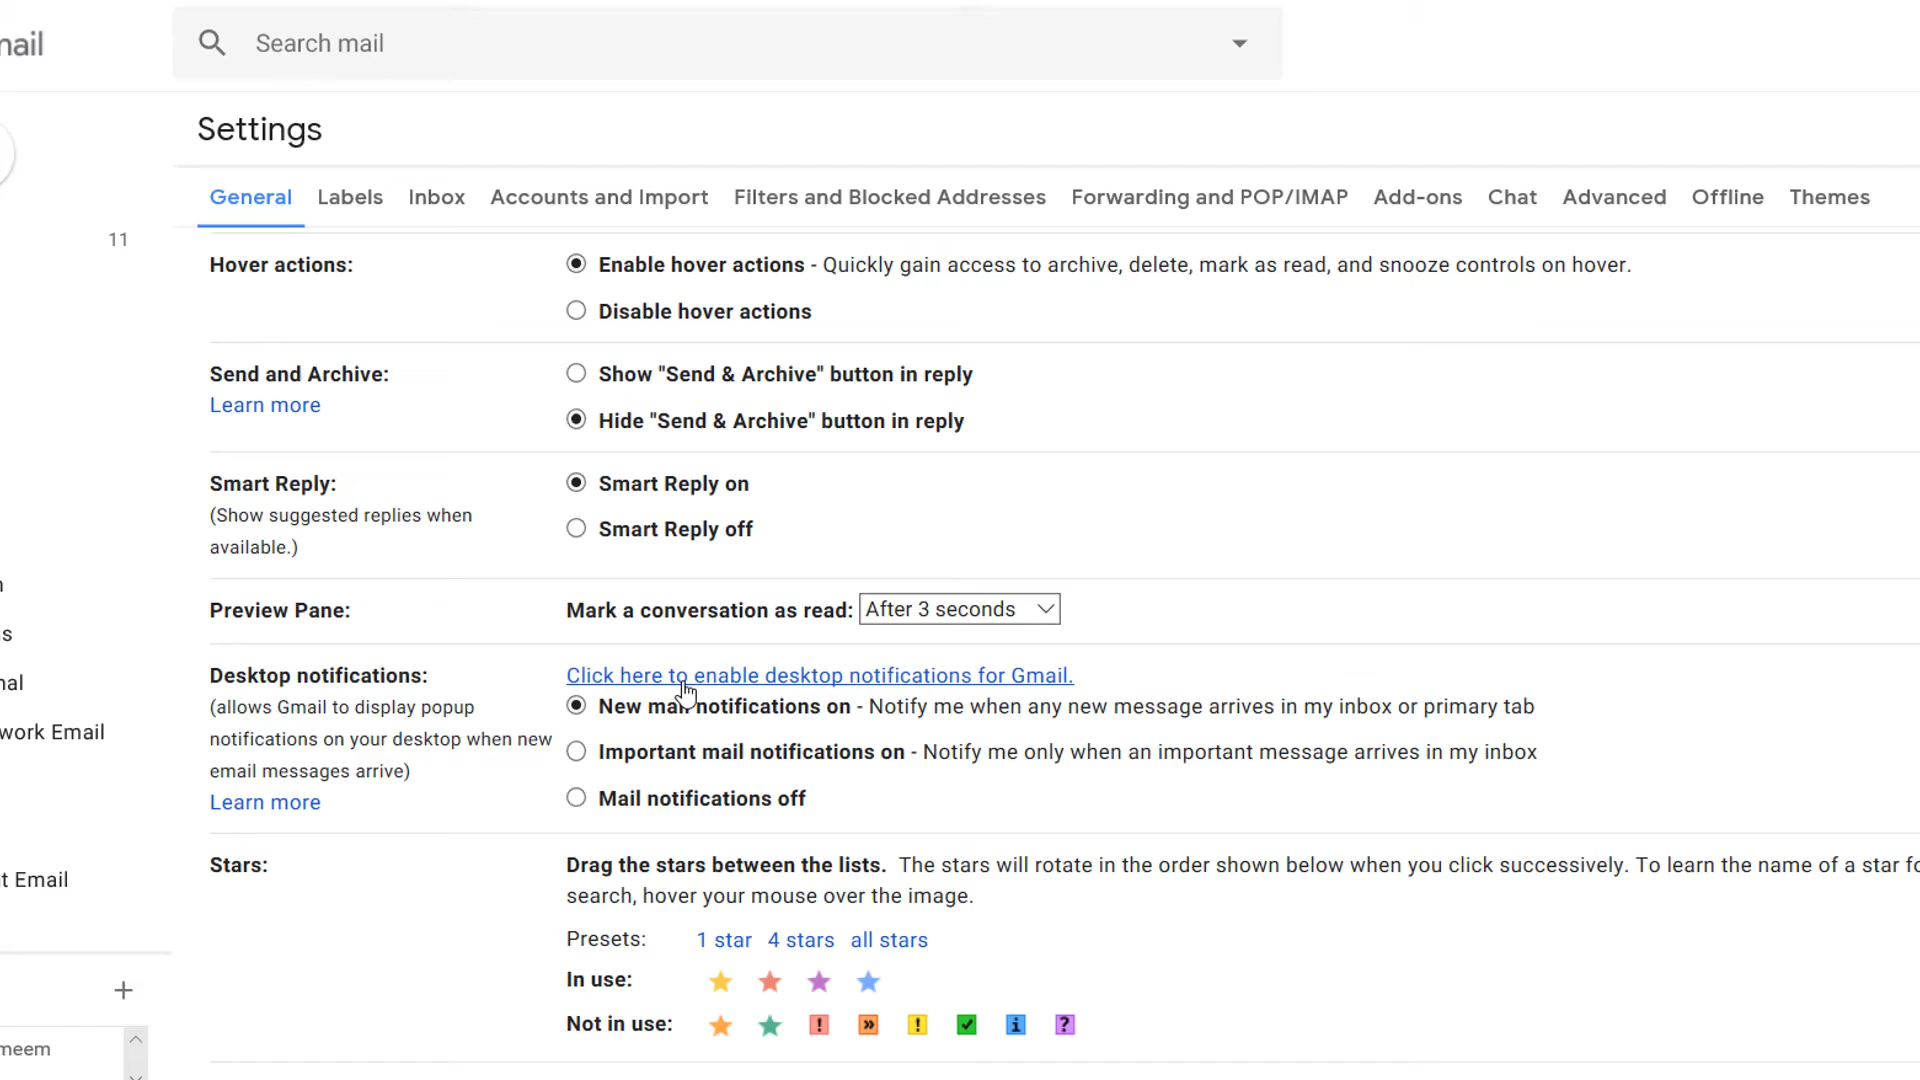 mail
Search mail
Settings
General Labels Inbox Accounts and Import Filters and Blocked Addresses Forwarding and POP/IMAP Add-ons Chat Advanced Offline Themes
11
Hover actions:
Enable hover actions - Quickly gain access to archive, delete, mark as read, and snooze controls on hover.
Disable hover actions
Send and Archive:
Learn more
Show "Send & Archive" button in reply
Hide "Send & Archive" button in reply
Smart Reply:
(Show suggested replies when
available.)
Smart Reply on
Smart Reply off
Preview Pane:
Mark a conversation as read: After 3 seconds
Desktop notifications:
(allows Gmail to display popup
notifications on your desktop when new
email messages arrive)
Learn more
Click here to enable desktop notifications for Gmail.
New mail notifications on - Notify me when any new message arrives in my inbox or primary tab
Important mail notifications on - Notify me only when an important message arrives in my inbox
Mail notifications off
work Email
t Email
Stars:
Drag the stars between the lists. The stars will rotate in the order shown below when you click successively. To learn the name of a star fo
search, hover your mouse over the image.
Presets: 1 star 4 stars all stars
In use:
Not in use:
meem